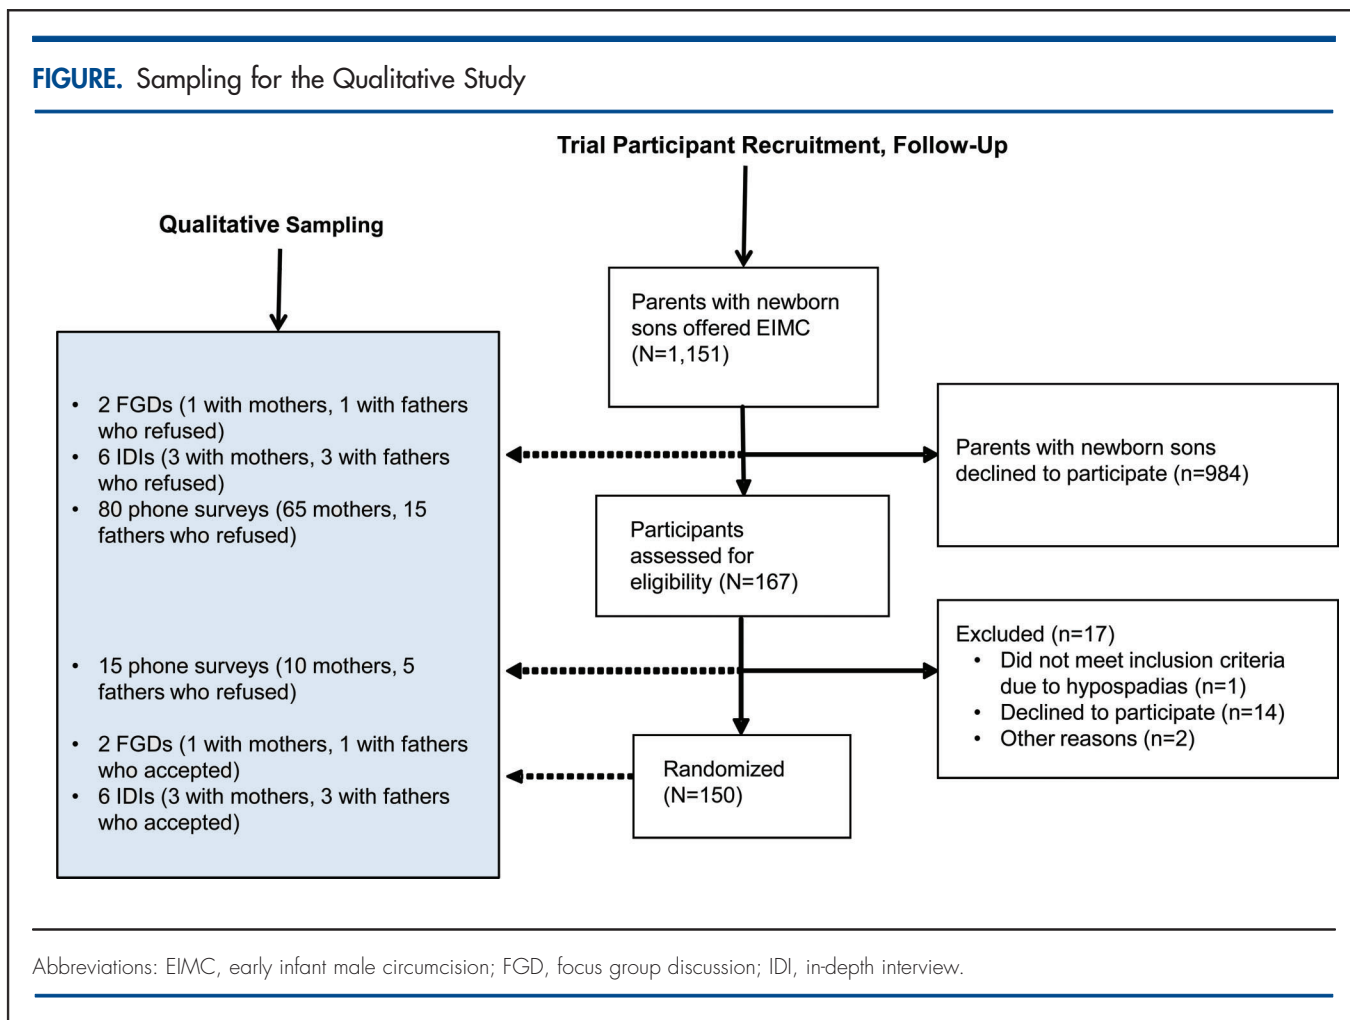 FIGURE. Sampling for the Qualitative Study
Trial Participant Recruitment, Follow-Up
Qualitative Sampling
• 2 FGDs (1 with mothers, 1 with fathers
who refused)
• 6 IDIs (3 with mothers, 3 with fathers
who refused)
• 80 phone surveys (65 mothers, 15
fathers who refused)
• 15 phone surveys (10 mothers, 5
fathers who refused)
• 2 FGDs (1 with mothers, 1 with fathers
who accepted)
• 6 IDIs (3 with mothers, 3 with fathers
who accepted)
Parents with newborn
sons offered EIMC
(N=1,151)
Parents with newborn sons
declined to participate (n=984)
Participants
assessed for
eligibility (N=167)
Excluded (n=17)
• Did not meet inclusion criteria
due to hypospadias (n=1)
• Declined to participate (n=14)
• Other reasons (n=2)
Randomized
(N=150)
Abbreviations: EIMC, early infant male circumcision; FGD, focus group discussion; IDI, in-depth interview.